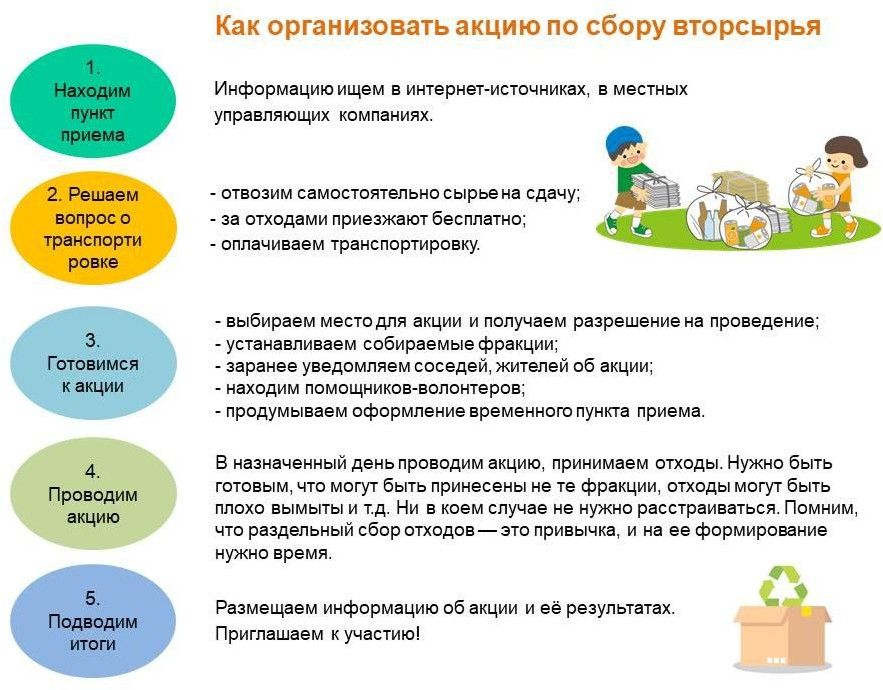 Как организовать акцию по сбору вторсырья
1.
Находим
пункт
приема
Информацию ищем в интернет-источниках, в местных
управляющих компаниях.
2. Решаем
вопрос о
транспорти
ровке
- отвозим самостоятельно сырье на сдачу;
- за отходами приезжают бесплатно;
- оплачиваем транспортировку.
3.
Готовимся
к акции
- выбираем место для акции и получаем разрешение на проведение;
- устанавливаем собираемые фракции;
- заранее уведомляем соседей, жителей об акции;
- находим помощников-волонтеров;
- продумываем оформление временного пункта приема.
4.
Проводим
акцию
В назначенный день проводим акцию, принимаем отходы. Нужно быть
готовым, что могут быть принесены не те фракции, отходы могут быть
плохо вымыты и т.д. Ни в коем случае не нужно расстраиваться. Помним,
что раздельный сбор отходов — это привычка, и на ее формирование
нужно время.
5.
Подводим
итоги
Размещаем информацию об акции и её результатах.
Приглашаем к участию!